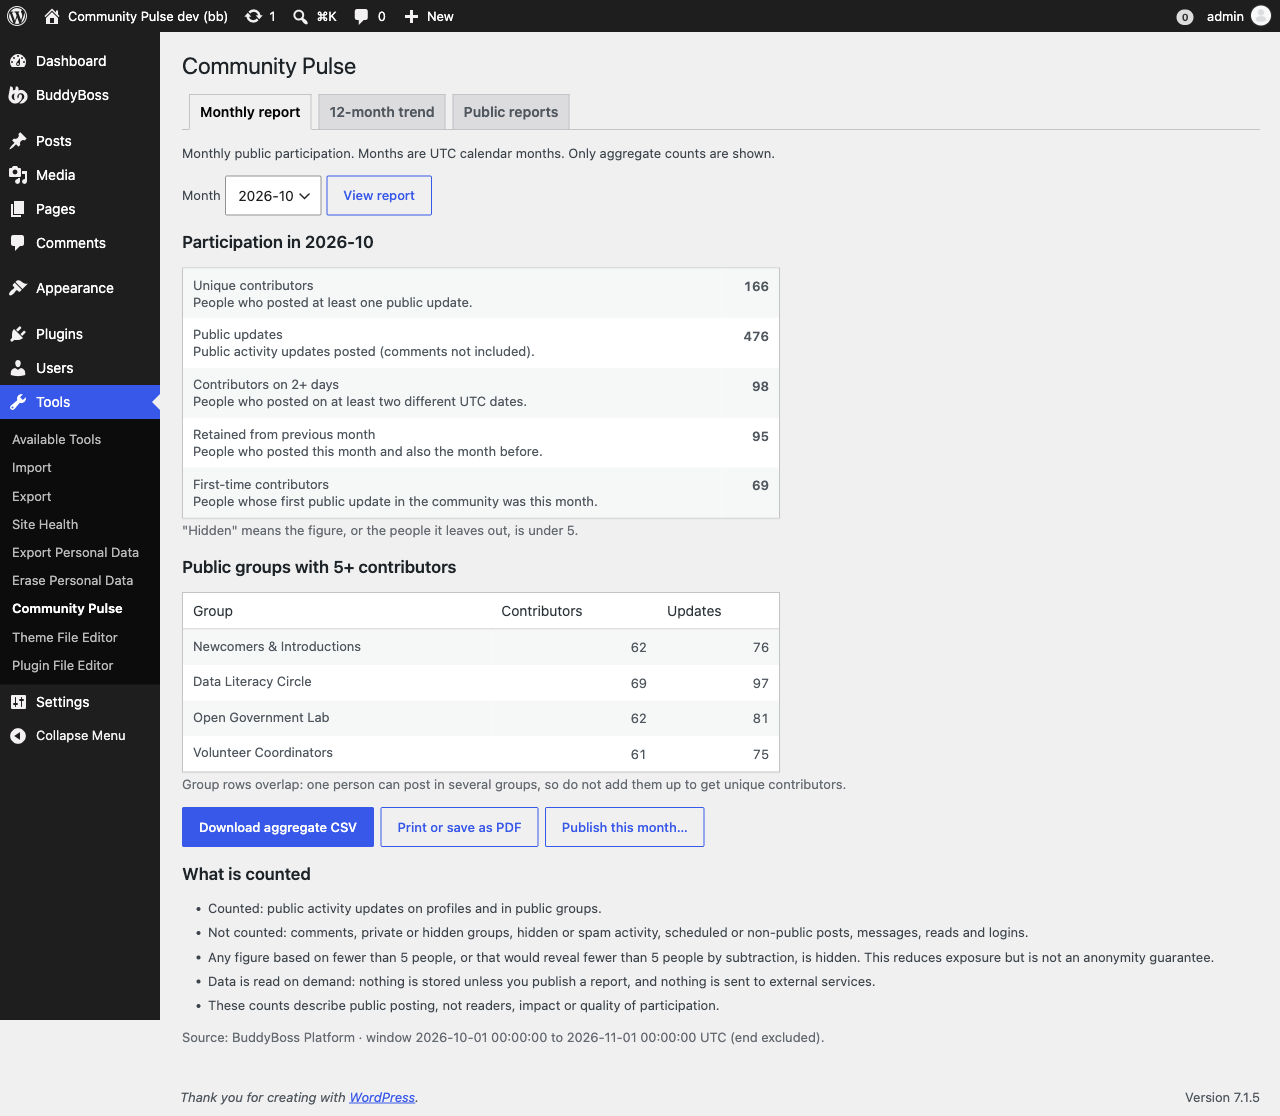 Community Pulse dev (bb)
1
⌘K
0
New
0
admin
Dashboard
BuddyBoss
Posts
Media
Pages
Comments
Appearance
Plugins
Users
Tools
Available Tools
Import
Export
Site Health
Export Personal Data
Erase Personal Data
Community Pulse
Theme File Editor
Plugin File Editor
Settings
Collapse Menu
Community Pulse
Monthly report
12-month trend
Public reports
Monthly public participation. Months are UTC calendar months. Only aggregate counts are shown.
Month 2026-10 View report
Participation in 2026-10
Unique contributors 166
People who posted at least one public update.
Public updates 476
Public activity updates posted (comments not included).
Contributors on 2+ days 98
People who posted on at least two different UTC dates.
Retained from previous month 95
People who posted this month and also the month before.
First-time contributors 69
People whose first public update in the community was this month.
"Hidden" means the figure, or the people it leaves out, is under 5.
Public groups with 5+ contributors
Group Contributors Updates
Newcomers & Introductions 62 76
Data Literacy Circle 69 97
Open Government Lab 62 81
Volunteer Coordinators 61 75
Group rows overlap: one person can post in several groups, so do not add them up to get unique contributors.
Download aggregate CSV Print or save as PDF Publish this month...
What is counted
• Counted: public activity updates on profiles and in public groups.
• Not counted: comments, private or hidden groups, hidden or spam activity, scheduled or non-public posts, messages, reads and logins.
• Any figure based on fewer than 5 people, or that would reveal fewer than 5 people by subtraction, is hidden. This reduces exposure but is not an anonymity guarantee.
• Data is read on demand: nothing is stored unless you publish a report, and nothing is sent to external services.
• These counts describe public posting, not readers, impact or quality of participation.
Source: BuddyBoss Platform · window 2026-10-01 00:00:00 to 2026-11-01 00:00:00 UTC (end excluded).
Thank you for creating with WordPress.
Version 7.1.5